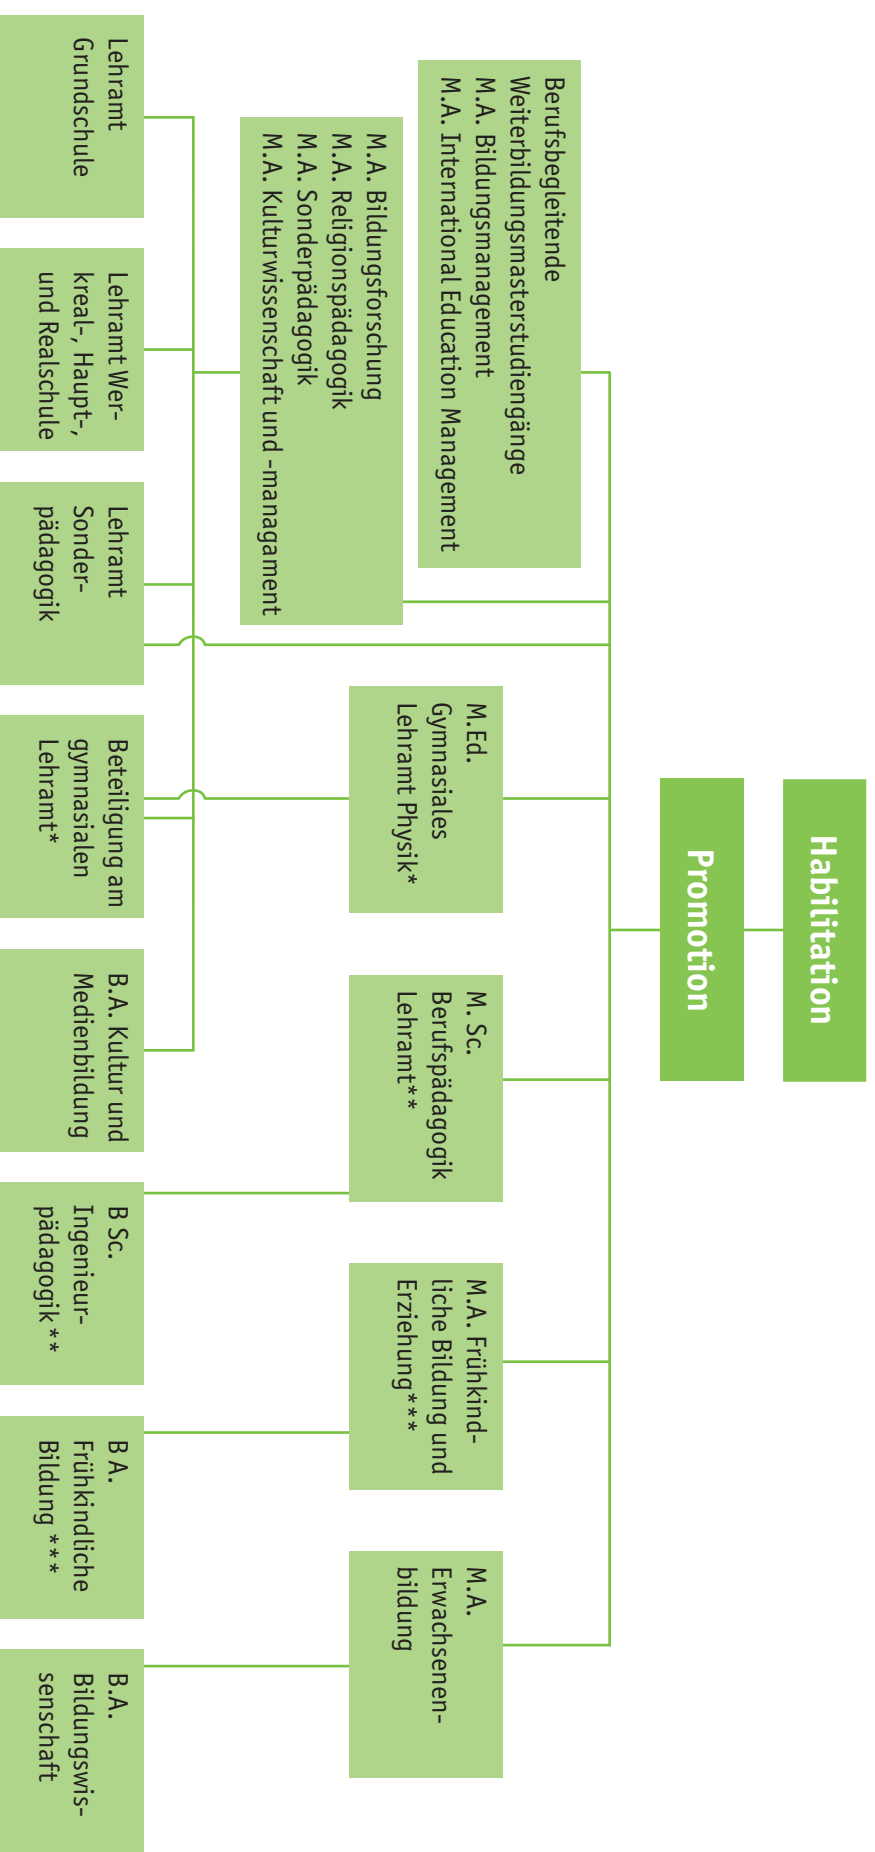 Habilitation
Promotion
Berufsbegleitende
Weiterbildungsmasterstudiengänge
M.A. Bildungsmanagement
M.A. International Education Management
M.A. Bildungsforschung
M.A. Religionspädagogik
M.A. Sonderpädagogik
M.A. Kulturwissenschaft und -managament
M.Ed.
Gymnasiales
Lehramt Physik*
M. Sc.
Berufspädagogik
Lehramt**
M.A. Frühkind-
liche Bildung und
Erziehung***
M.A.
Erwachsenen-
bildung
Lehramt
Grundschule
Lehramt Wer-
kreal-, Haupt-,
und Realschule
Lehramt
Sonder-
pädagogik
Beteiligung am
gymnasialen
Lehramt*
B.A. Kultur und
Medienbildung
B Sc.
Ingenieur-
pädagogik **
B A.
Frühkindliche
Bildung ***
B.A.
Bildungswis-
senschaft